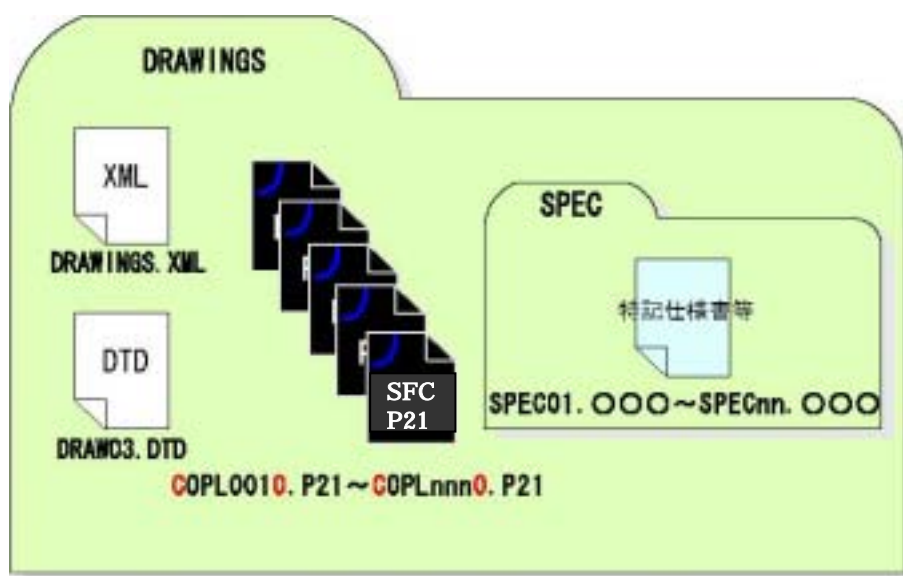 DRAWINGS
XML
DRAWINGS.XML
DTD
DRAW03.DTD
SFC
P21
C0PL0010.P21～C0PLnnn0.P21
SPEC
特記仕様書等
SPEC01.〇〇〇～SPECnn.〇〇〇